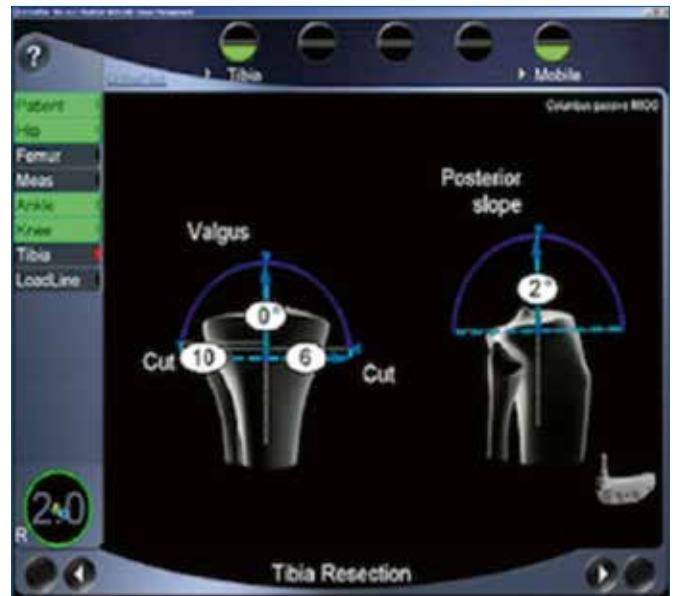 ?
Tibia
Mobile
Patient
Hip
Femur
Meas
Ankle
Knee
Tibia
LoadLine
Columbus passive
Valgus
0°
Cut 10
6 Cut
Posterior
slope
2°
2.0
R
Tibia Resection